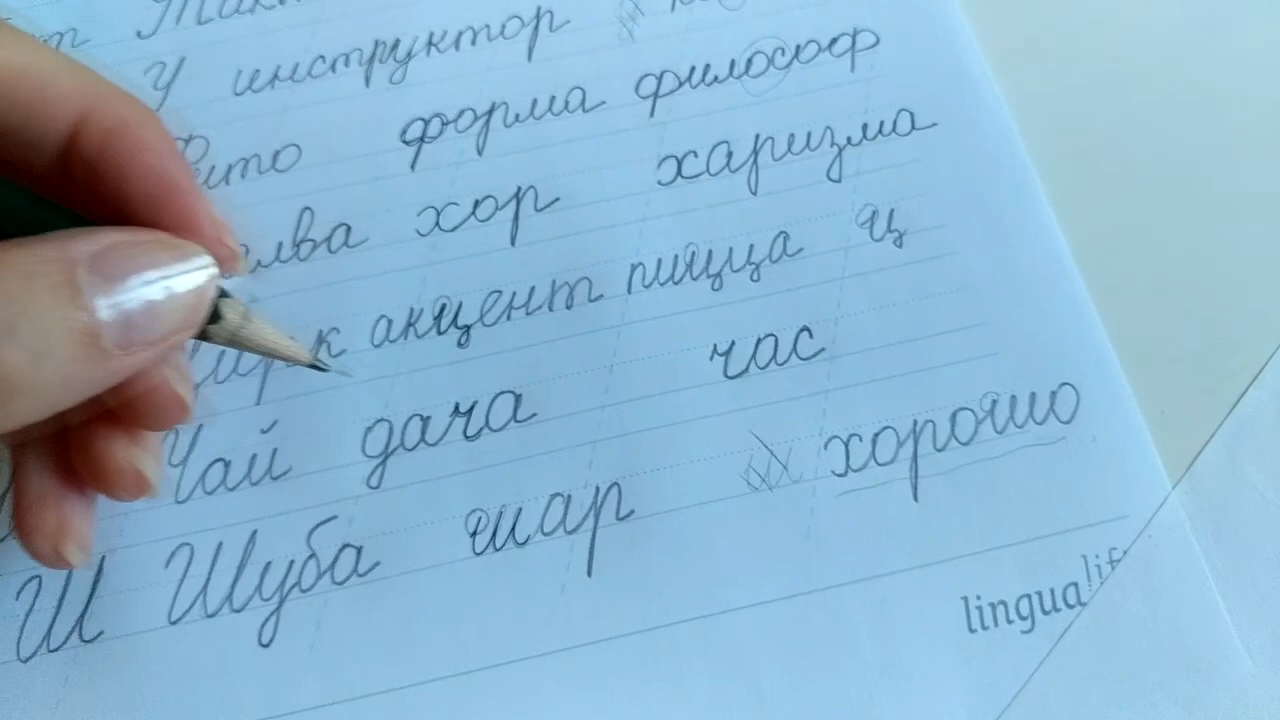 У инструктор
форма философ
хор харизма
акцент пицца ц
Чай дача час
Ш Шуба шар хорошо
lingua